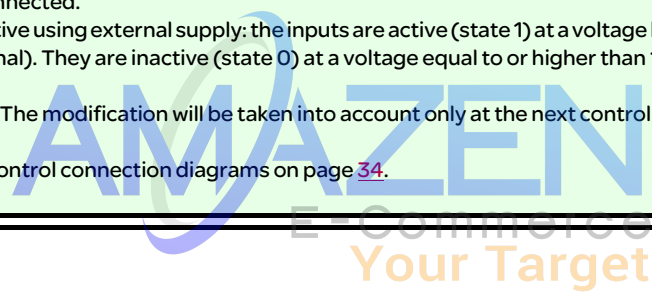 nnected.
tive using external supply: the inputs are active (state 1) at a voltage
nal). They are inactive (state 0) at a voltage equal to or higher than
The modification will be taken into account only at the next control
ontrol connection diagrams on page 34.
AMAZEN
E-Commerce
Your Target